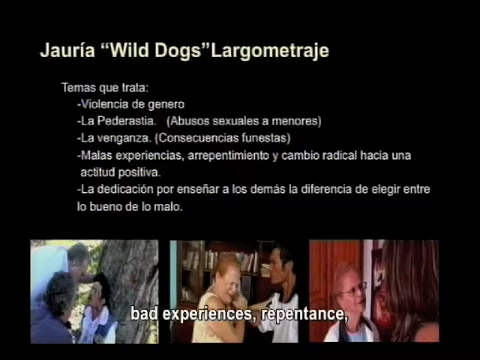 Jauría “Wild Dogs”Largometraje
Temas que trata:
-Violencia de genero
-La Pederastia. (Abusos sexuales a menores)
-La venganza. (Consecuencias funestas)
-Malas experiencias, arrepentimiento y cambio radical hacia una
actitud positiva.
-La dedicación por enseñar a los demás la diferencia de elegir entre
lo bueno de lo malo.
bad experiences, repentance,